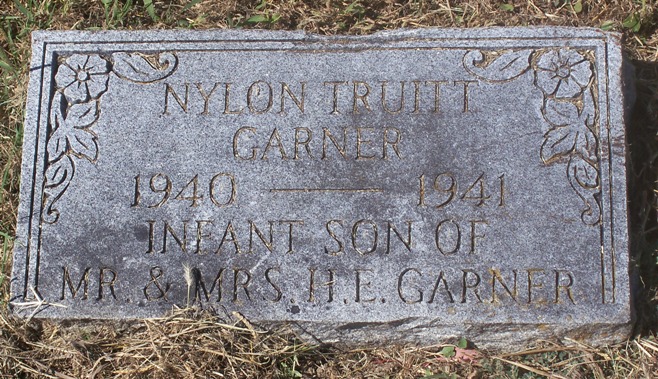 NYLON TRUITT
GARNER
1940 — 1941
INFANT SON OF
MR. & MRS. H.E. GARNER